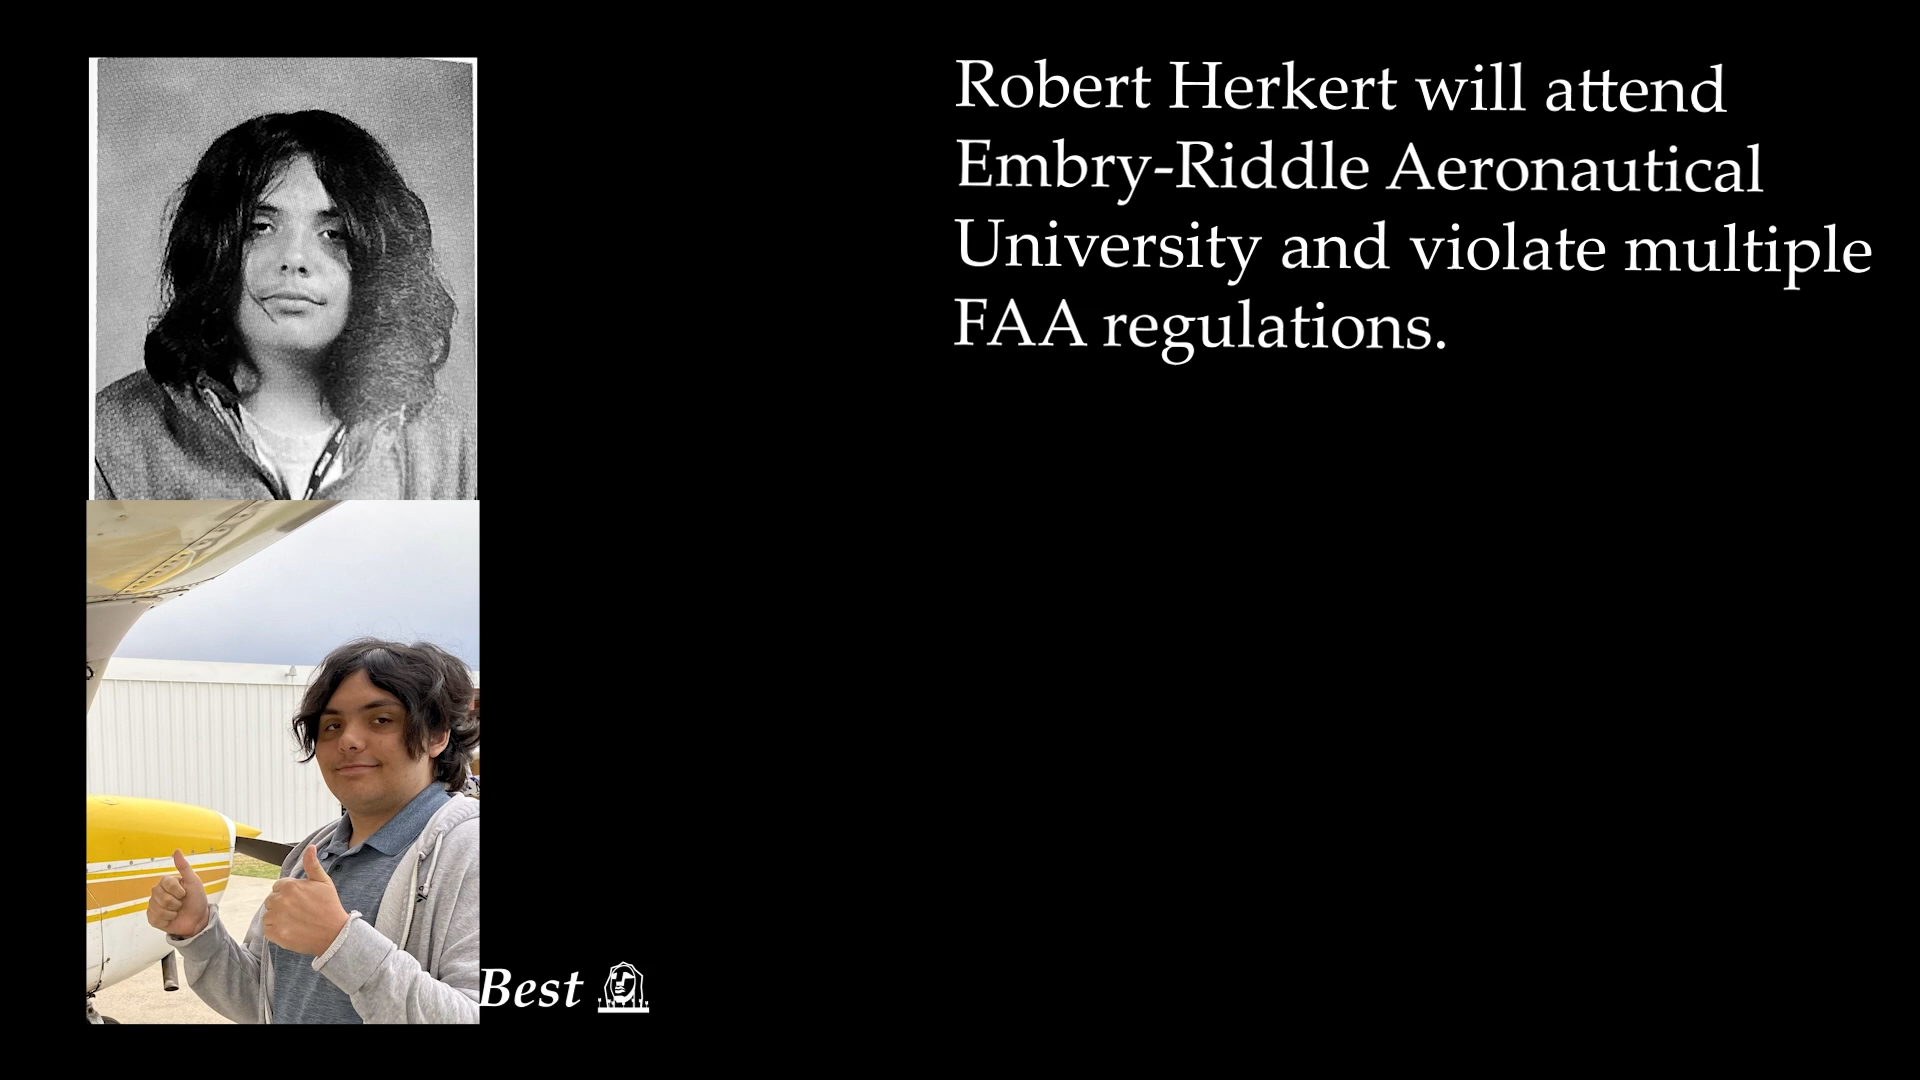 Robert Herkert will attend
Embry-Riddle Aeronautical
University and violate multiple
FAA regulations.
Best